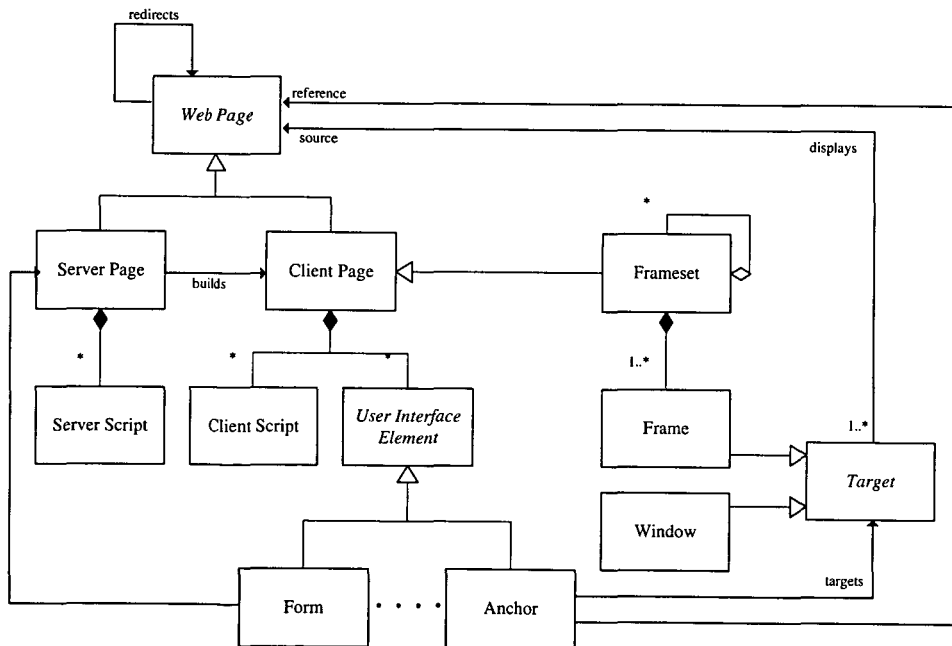 redirects
Web Page
reference
source
displays
*
Server Page
builds
Client Page
Frameset
*
*
*
1..*
Server Script
Client Script
User Interface
Element
Frame
1..*
Target
Window
targets
Form
. . . .
Anchor